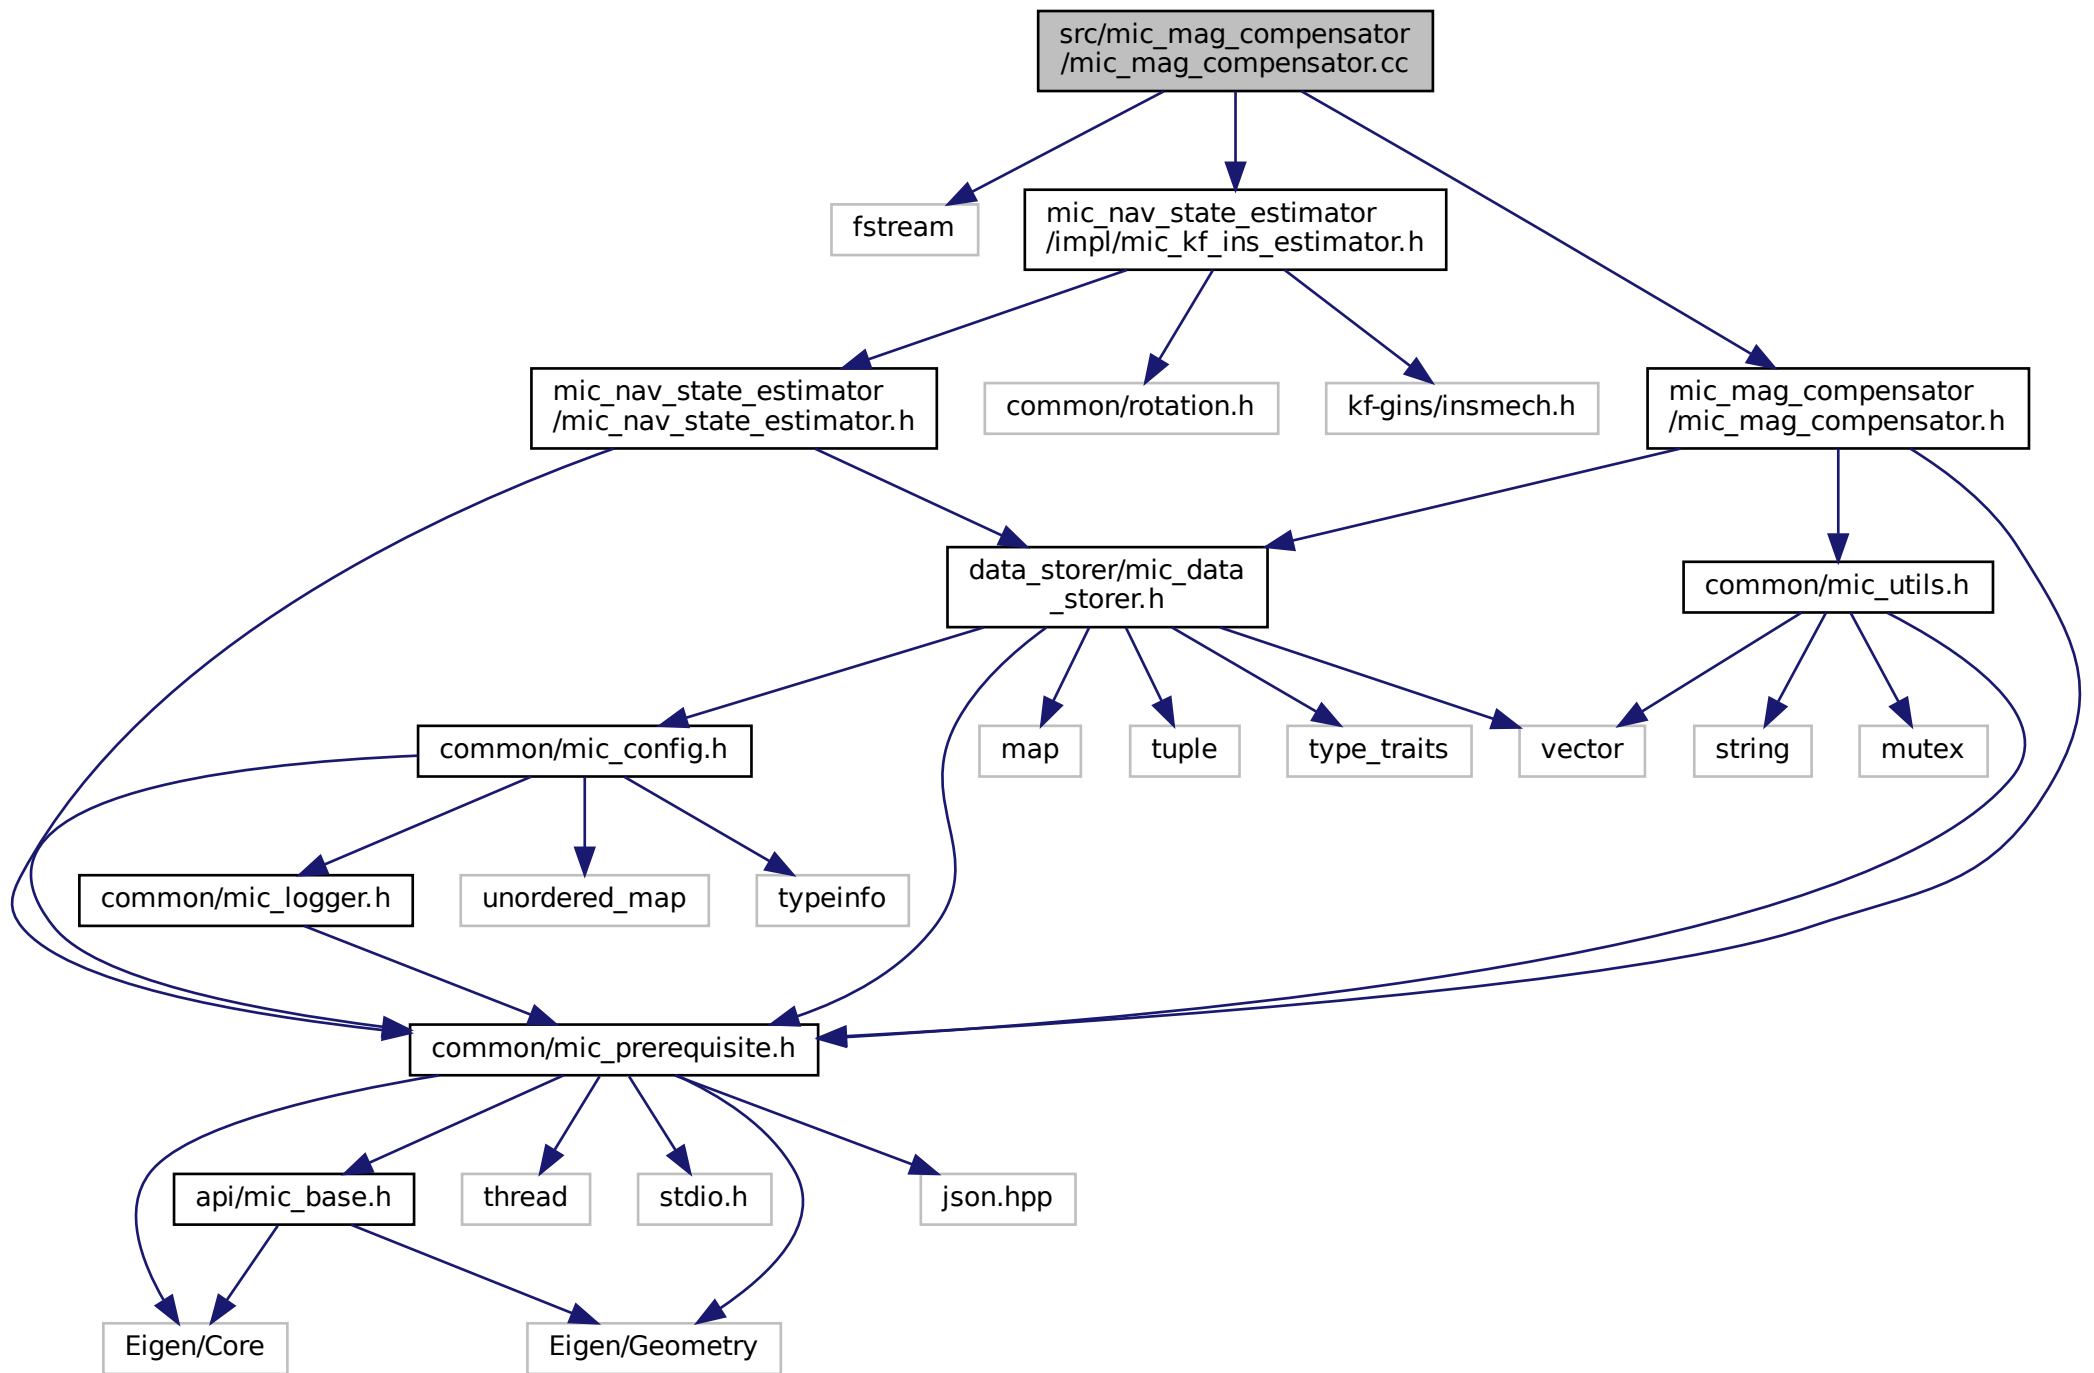 src/mic_mag_compensator
/mic_mag_compensator.cc
fstream
mic_nav_state_estimator
/impl/mic_kf_ins_estimator.h
mic_nav_state_estimator
/mic_nav_state_estimator.h
common/rotation.h
kf-gins/insmech.h
mic_mag_compensator
/mic_mag_compensator.h
data_storer/mic_data
_storer.h
common/mic_utils.h
common/mic_config.h
map
tuple
type_traits
vector
string
mutex
common/mic_logger.h
unordered_map
typeinfo
common/mic_prerequisite.h
api/mic_base.h
thread
stdio.h
json.hpp
Eigen/Core
Eigen/Geometry